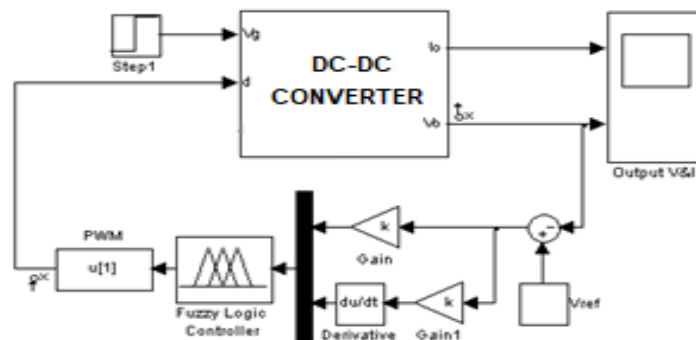 Vg
Io
Step1
DC-DC
CONVERTER
d
Vo
Output V&I
PWM
k
- +
u[1]
Gain
du/dt
k
Vref
Fuzzy Logic
Controller
Derivative
Gain1